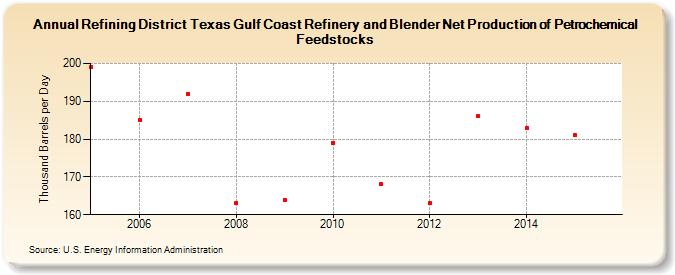 Annual Refining District Texas Gulf Coast Refinery and Blender Net Production of Petrochemical
Feedstocks
Thousand Barrels per Day
200
190
180
170
160
2006 2008 2010 2012 2014
Source: U.S. Energy Information Administration